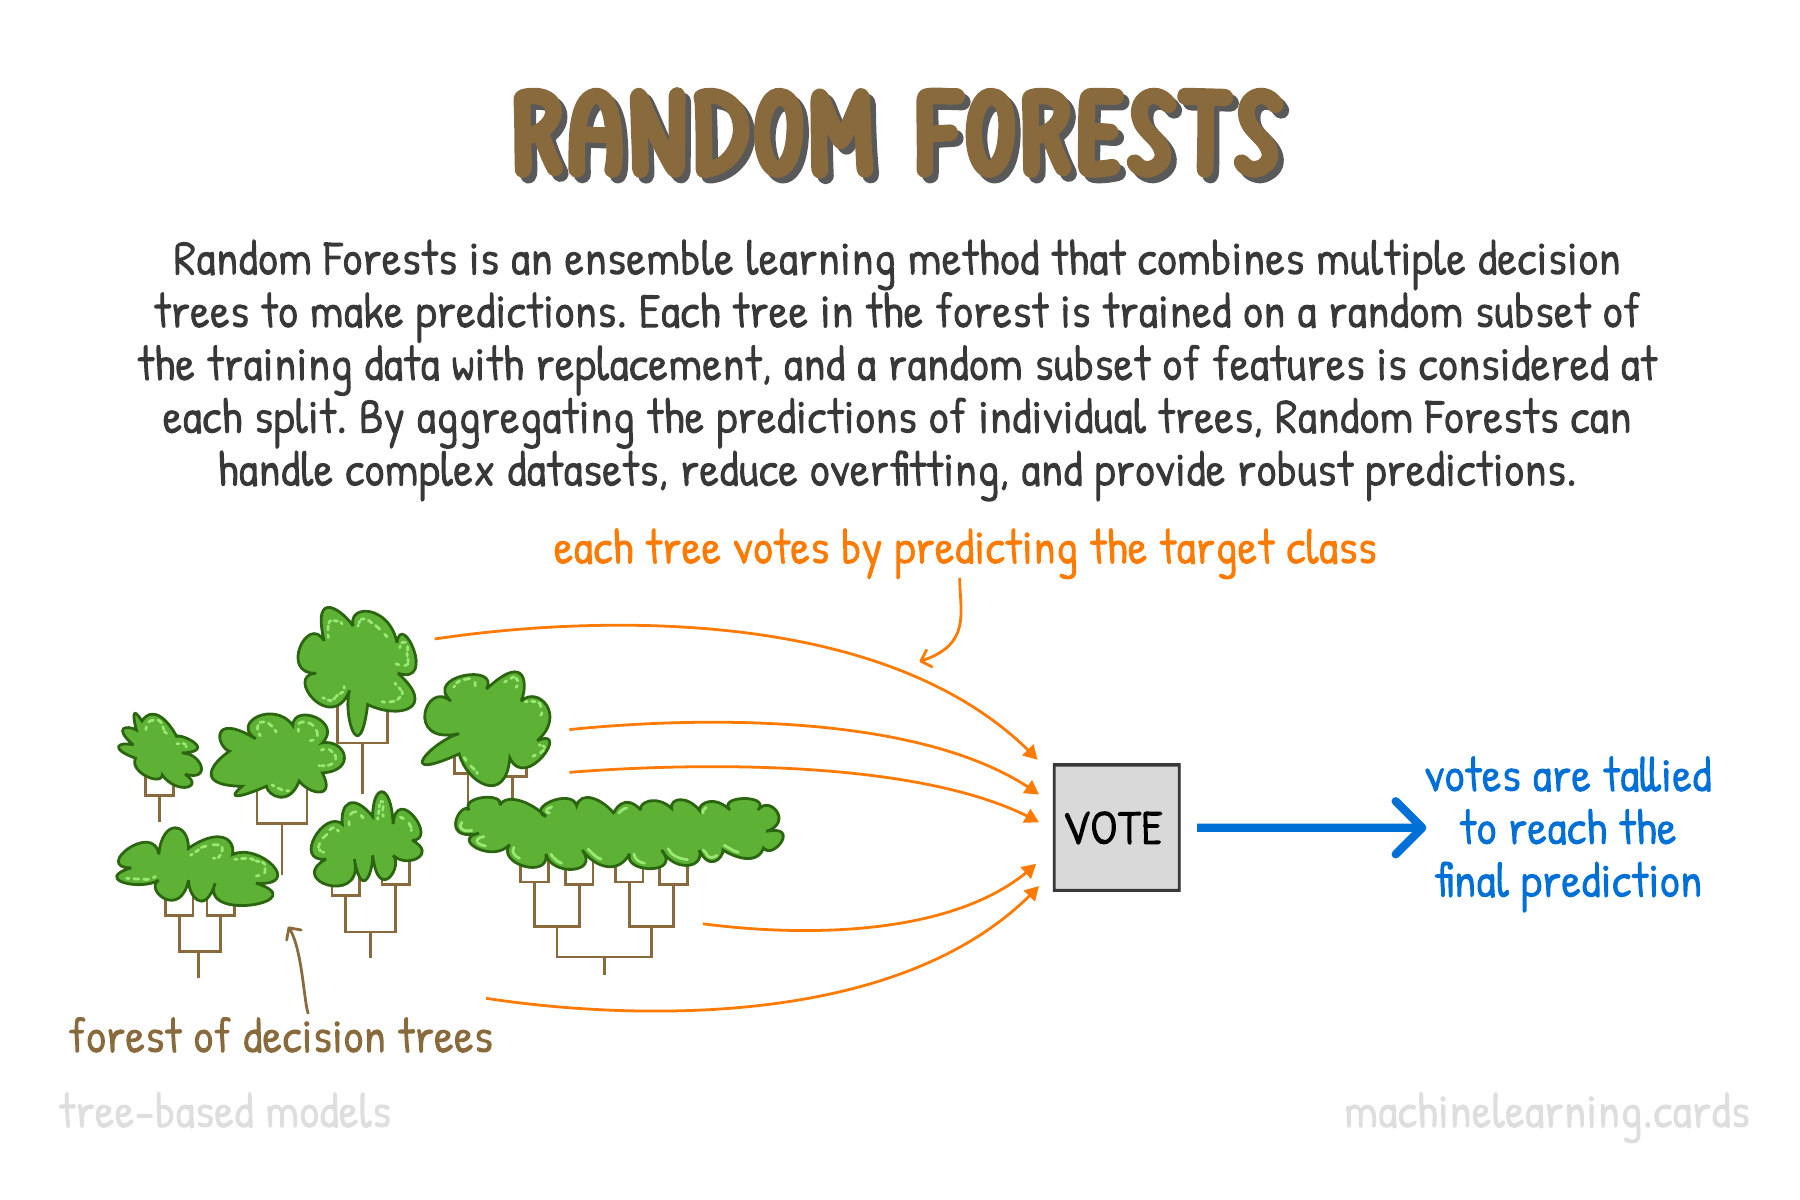 RANDOM FORESTS
Random Forests is an ensemble learning method that combines multiple decision
trees to make predictions. Each tree in the forest is trained on a random subset of
the training data with replacement, and a random subset of features is considered at
each split. By aggregating the predictions of individual trees, Random Forests can
handle complex datasets, reduce overfitting, and provide robust predictions.
each tree votes by predicting the target class
VOTE
votes are tallied
to reach the
final prediction
forest of decision trees
tree-based models
machinelearning.cards